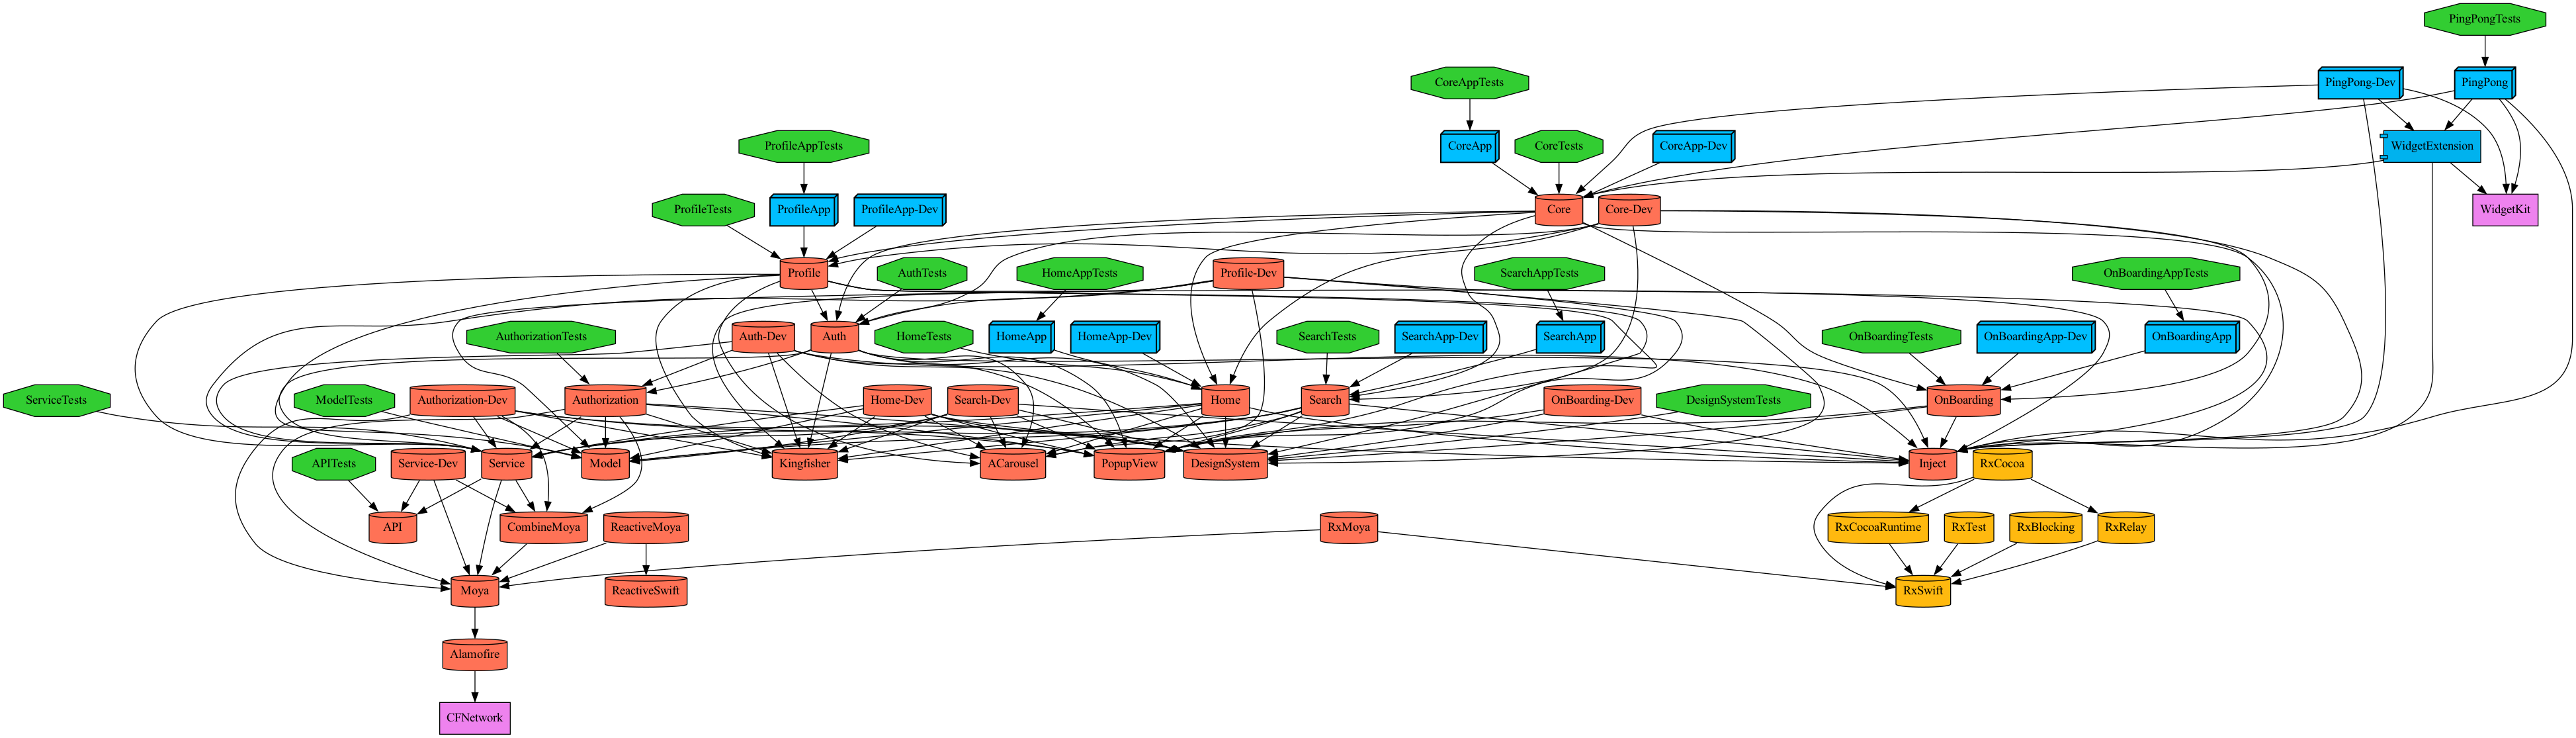 PingPongTests
CoreAppTests
PingPong-Dev
PingPong
ProfileAppTests
CoreApp
CoreTests
CoreApp-Dev
WidgetExtension
ProfileTests
ProfileApp
ProfileApp-Dev
Core
Core-Dev
WidgetKit
Profile
AuthTests
HomeAppTests
Profile-Dev
SearchAppTests
OnBoardingAppTests
AuthorizationTests
Auth-Dev
Auth
HomeTests
HomeApp
HomeApp-Dev
SearchTests
SearchApp-Dev
SearchApp
OnBoardingTests
OnBoardingApp-Dev
OnBoardingApp
ServiceTests
ModelTests
Authorization-Dev
Authorization
Home-Dev
Search-Dev
Home
Search
OnBoarding-Dev
DesignSystemTests
OnBoarding
APITests
Service-Dev
Service
Model
Kingfisher
ACarousel
PopupView
DesignSystem
Inject
RxCocoa
API
CombineMoya
ReactiveMoya
RxMoya
RxCocoaRuntime
RxTest
RxBlocking
RxRelay
Moya
ReactiveSwift
RxSwift
Alamofire
CFNetwork